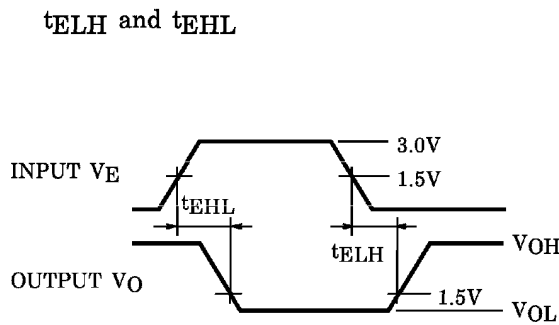 tELH and tEHL
3.0V
INPUT VE
1.5V
tEHL
tELH
VOH
OUTPUT VO
1.5V
VOL